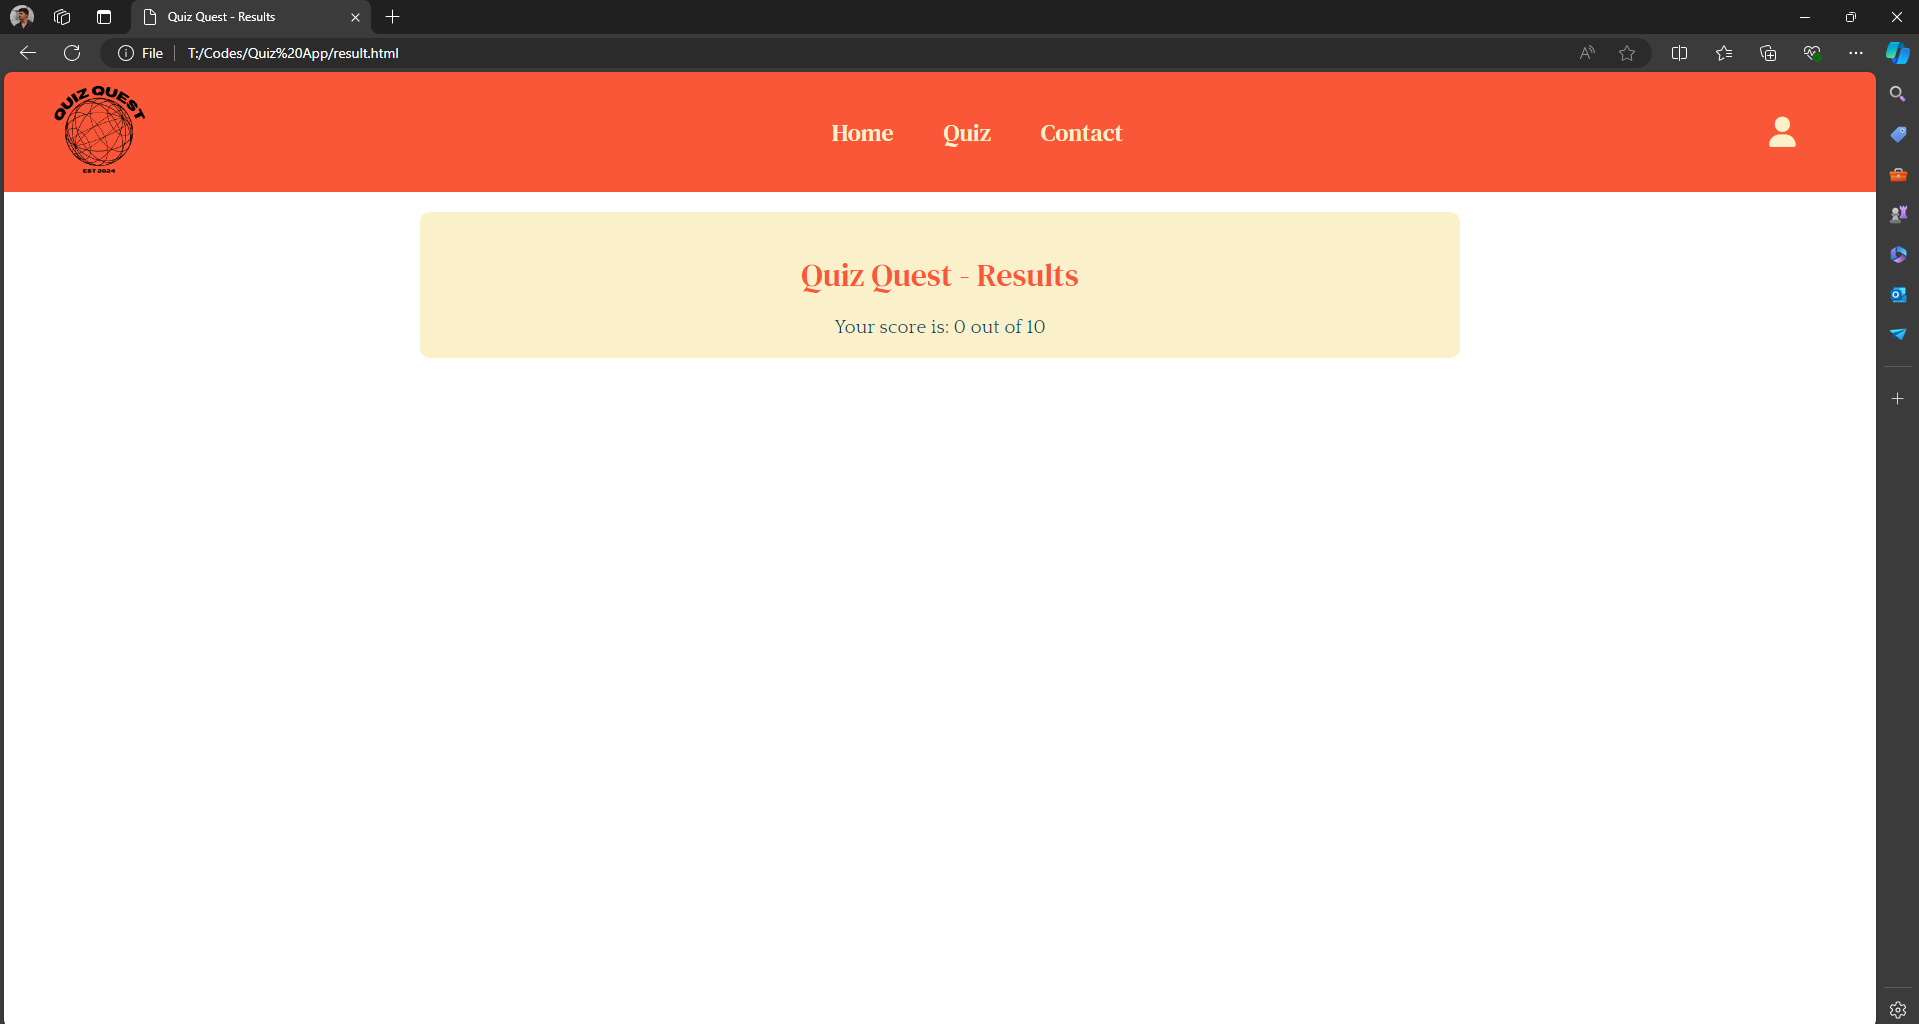 Quiz Quest - Results
File
T:/Codes/Quiz%20App/result.html
QUIZ QUEST
EST 2024
Home
Quiz
Contact
Quiz Quest - Results
Your score is: 0 out of 10